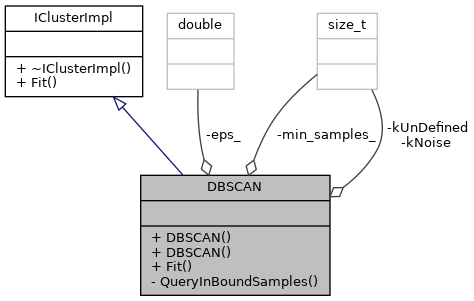 IClusterImpl
+ ~IClusterImpl()
+ Fit()
double
size_t
-eps_
-min_samples_
-kUnDefined
-kNoise
DBSCAN
+ DBSCAN()
+ DBSCAN()
+ Fit()
- QueryInBoundSamples()